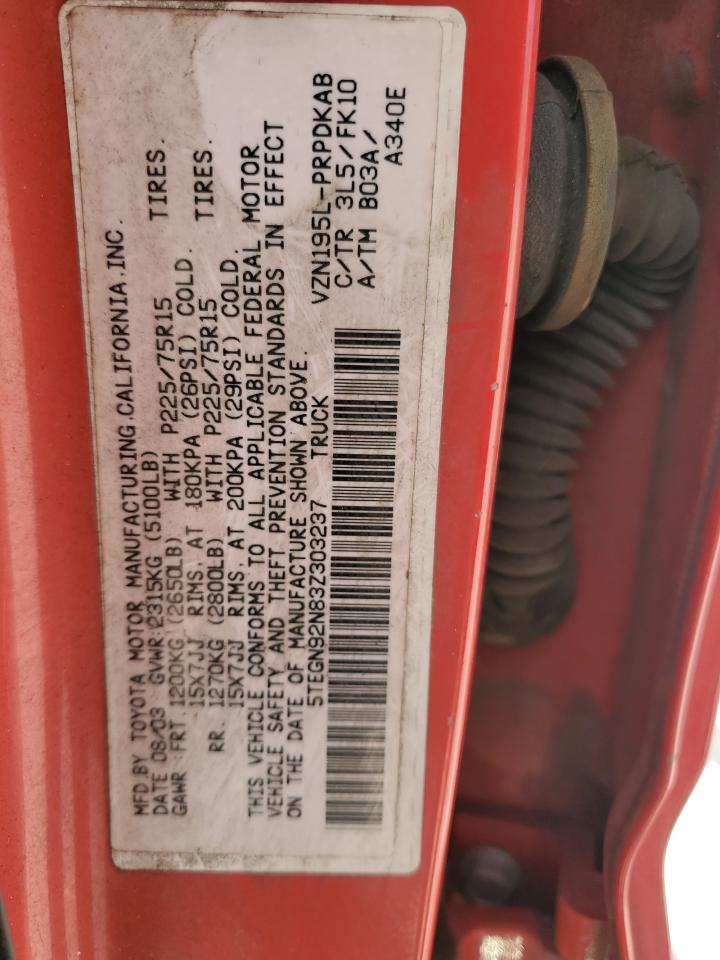 MFD BY TOYOTA MOTOR MANUFACTURING.CALIFORNIA.INC.
DATE 08/03 GVWR:2315KG (5100LB)
GAWR :FRT.1200KG (2650LB) WITH P225/75R15 TIRES.
15X7JJ RIMS. AT 180KPA (26PSI) COLD.
RR. 1270KG (2800LB) WITH P225/75R15 TIRES.
15X7JJ RIMS. AT 200KPA (29PSI) COLD.
THIS VEHICLE CONFORMS TO ALL APPLICABLE FEDERAL MOTOR
VEHICLE SAFETY AND THEFT PREVENTION STANDARDS IN EFFECT
ON THE DATE OF MANUFACTURE SHOWN ABOVE.
5TEGN92N83Z303237 TRUCK
VZN195L-PRPDKAB
C/TR 3L5/FK10
A/TM B03A/
A340E